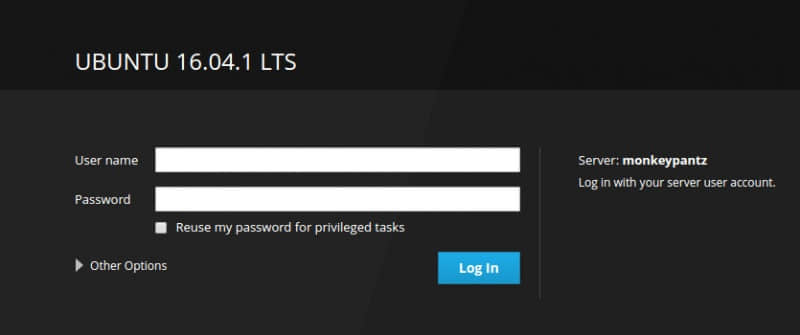 UBUNTU 16.04.1 LTS
User name
Server: monkeypantz
Log in with your server user account.
Password
Reuse my password for privileged tasks
Other Options
Log In